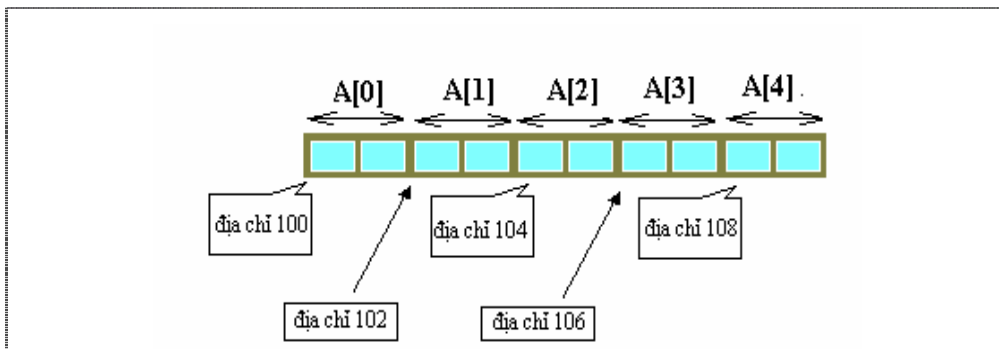 A[0] A[1] A[2] A[3] A[4] .
địa chỉ 100 địa chỉ 104 địa chỉ 108
địa chỉ 102 địa chỉ 106